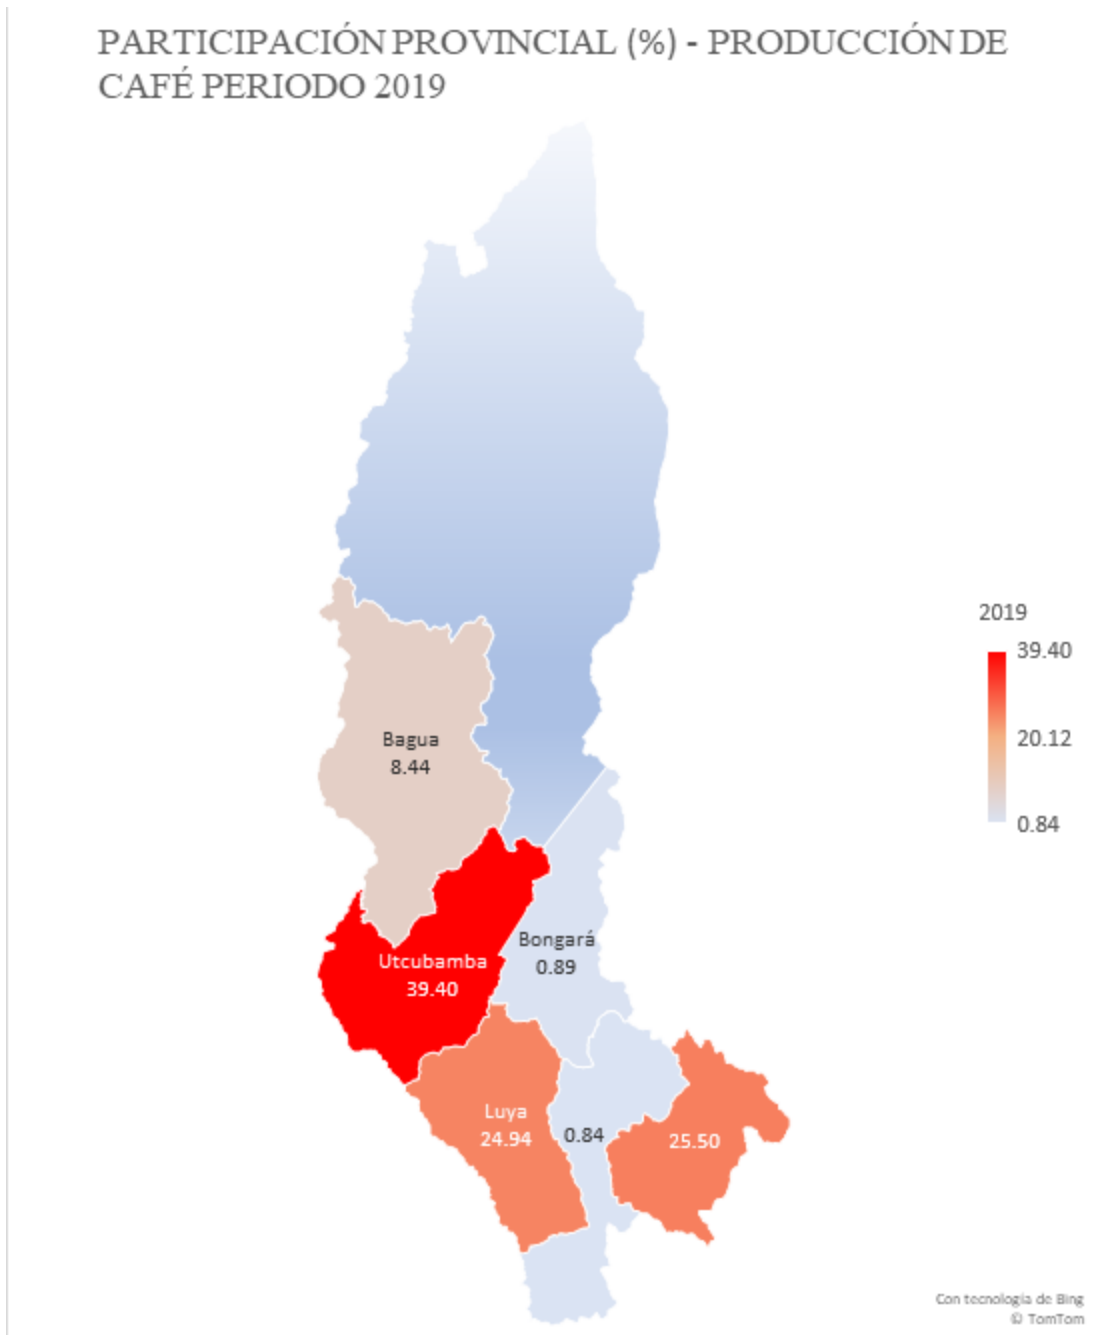 PARTICIPACIÓN PROVINCIAL (%) - PRODUCCIÓN DE
CAFÉ PERIODO 2019
2019
39.40
20.12
0.84
Bagua
8.44
Bongará
0.89
Utcubamba
39.40
Luya
24.94
0.84
25.50
Con tecnología de Bing
© TomTom